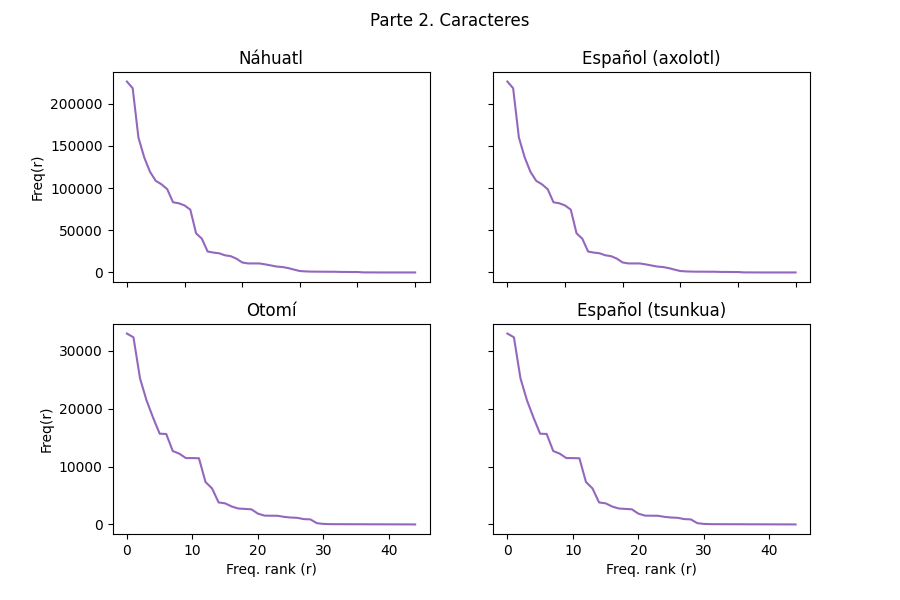 Parte 2. Caracteres
Náhuatl
Español (axolotl)
200000
150000
100000
50000
0
Freq(r)
Otomí
Español (tsunkua)
30000
20000
10000
0
Freq(r)
0 10 20 30 40
0 10 20 30 40
Freq. rank (r)
Freq. rank (r)